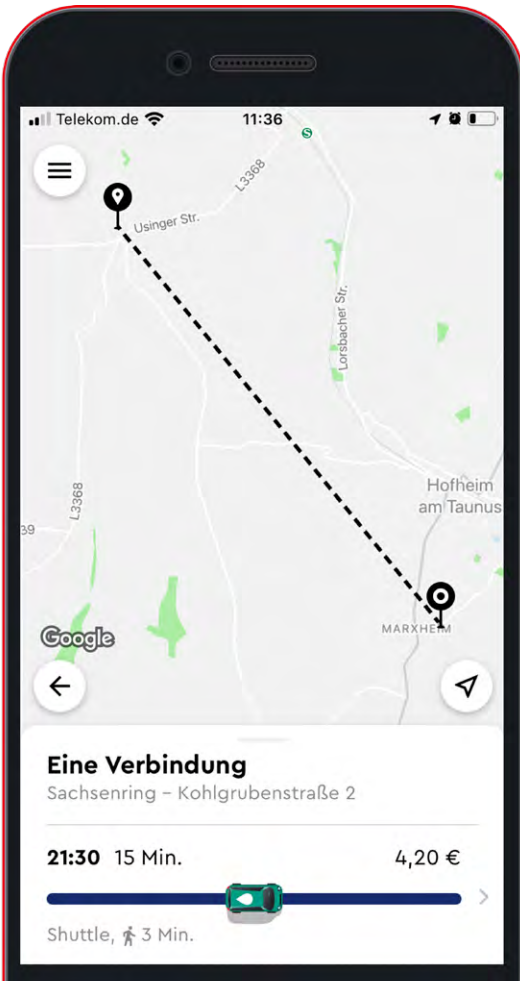 Telekom.de 11:36
L3368
Usinger Str.
Lorsbacher Str.
L3368
39
Hofheim
am Taunus
MARXHEIM
Google
Eine Verbindung
Sachsenring – Kohlgrubenstraße 2
21:30 15 Min. 4,20 €
Shuttle, 3 Min.